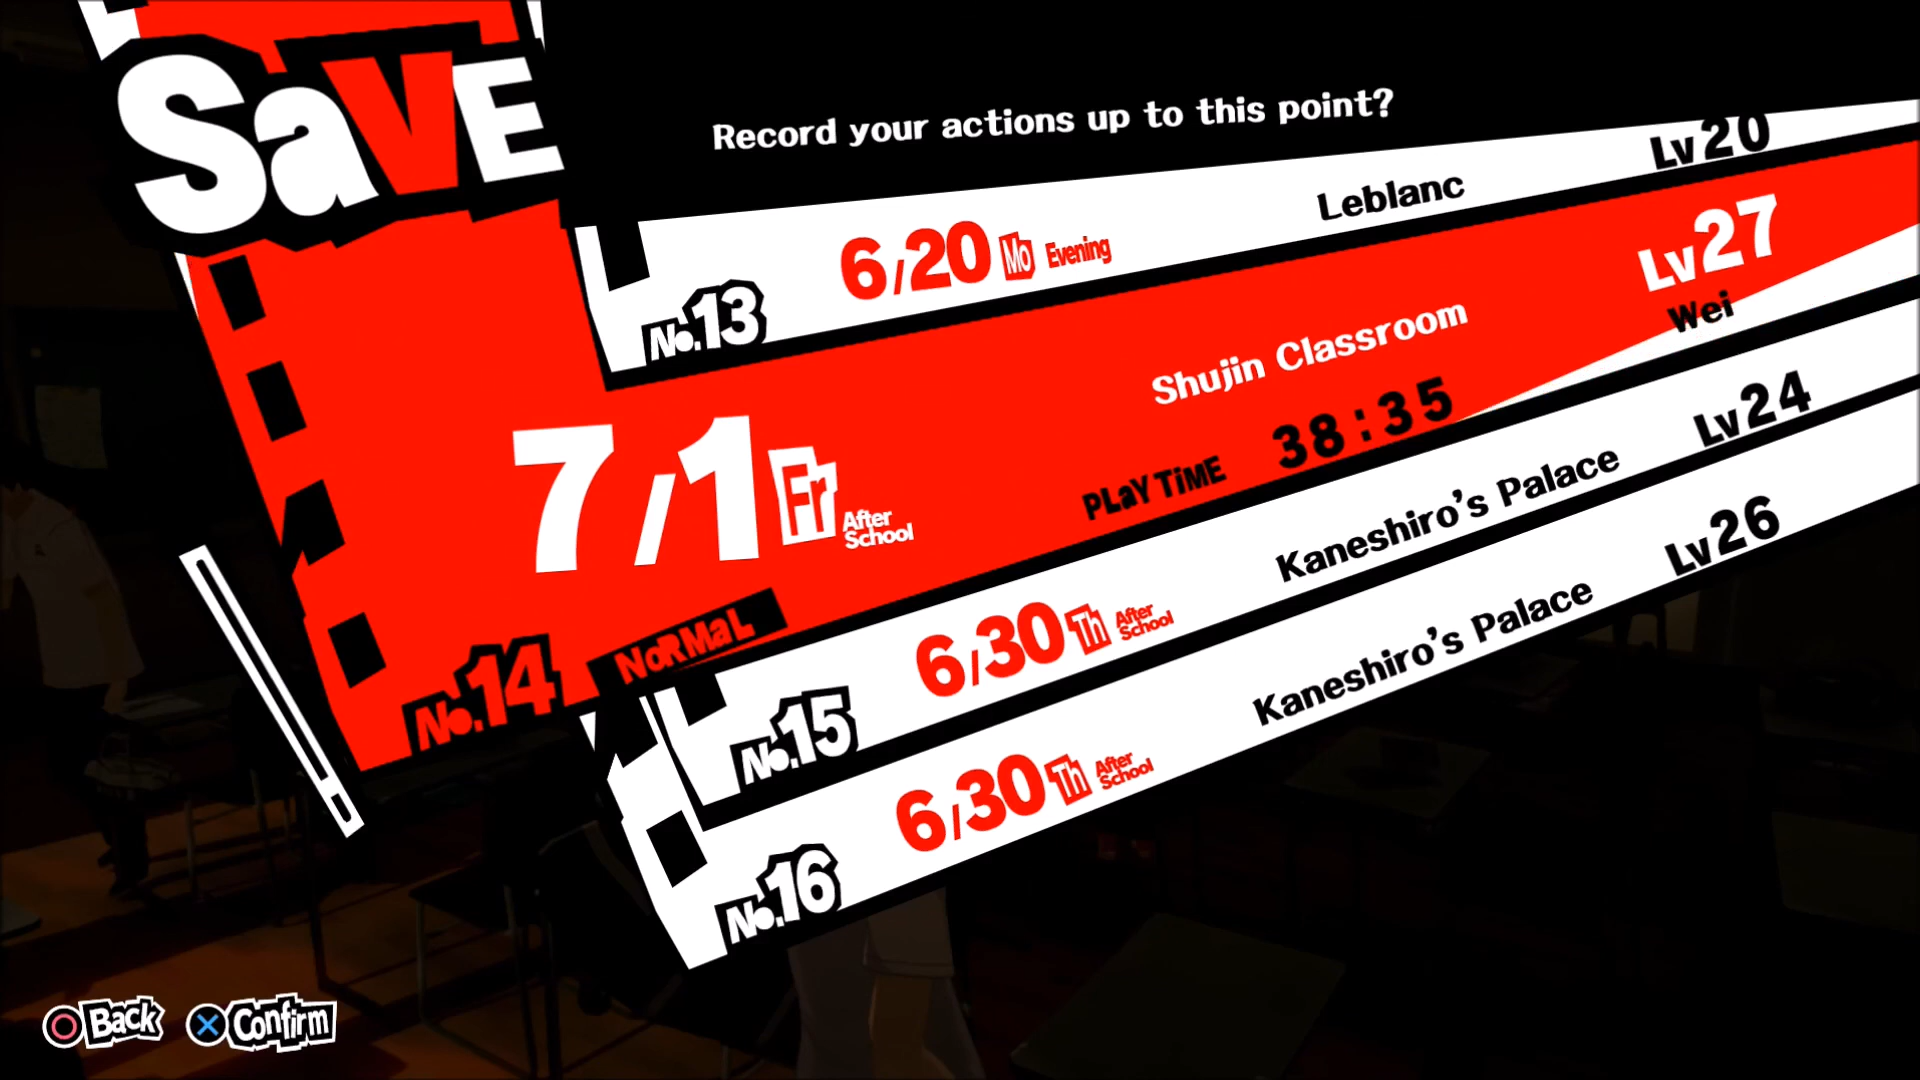 SaVE
Record your actions up to this point?
No.13 6/20 Mo Evening Leblanc Lv20
7/1 Fr After School Shujin Classroom Lv27
Wei
PLaY TiME 38:35
No.14 NoRMaL
No.15 6/30 Th After School Kaneshiro's Palace Lv24
No.16 6/30 Th After School Kaneshiro's Palace Lv26
Back Confirm